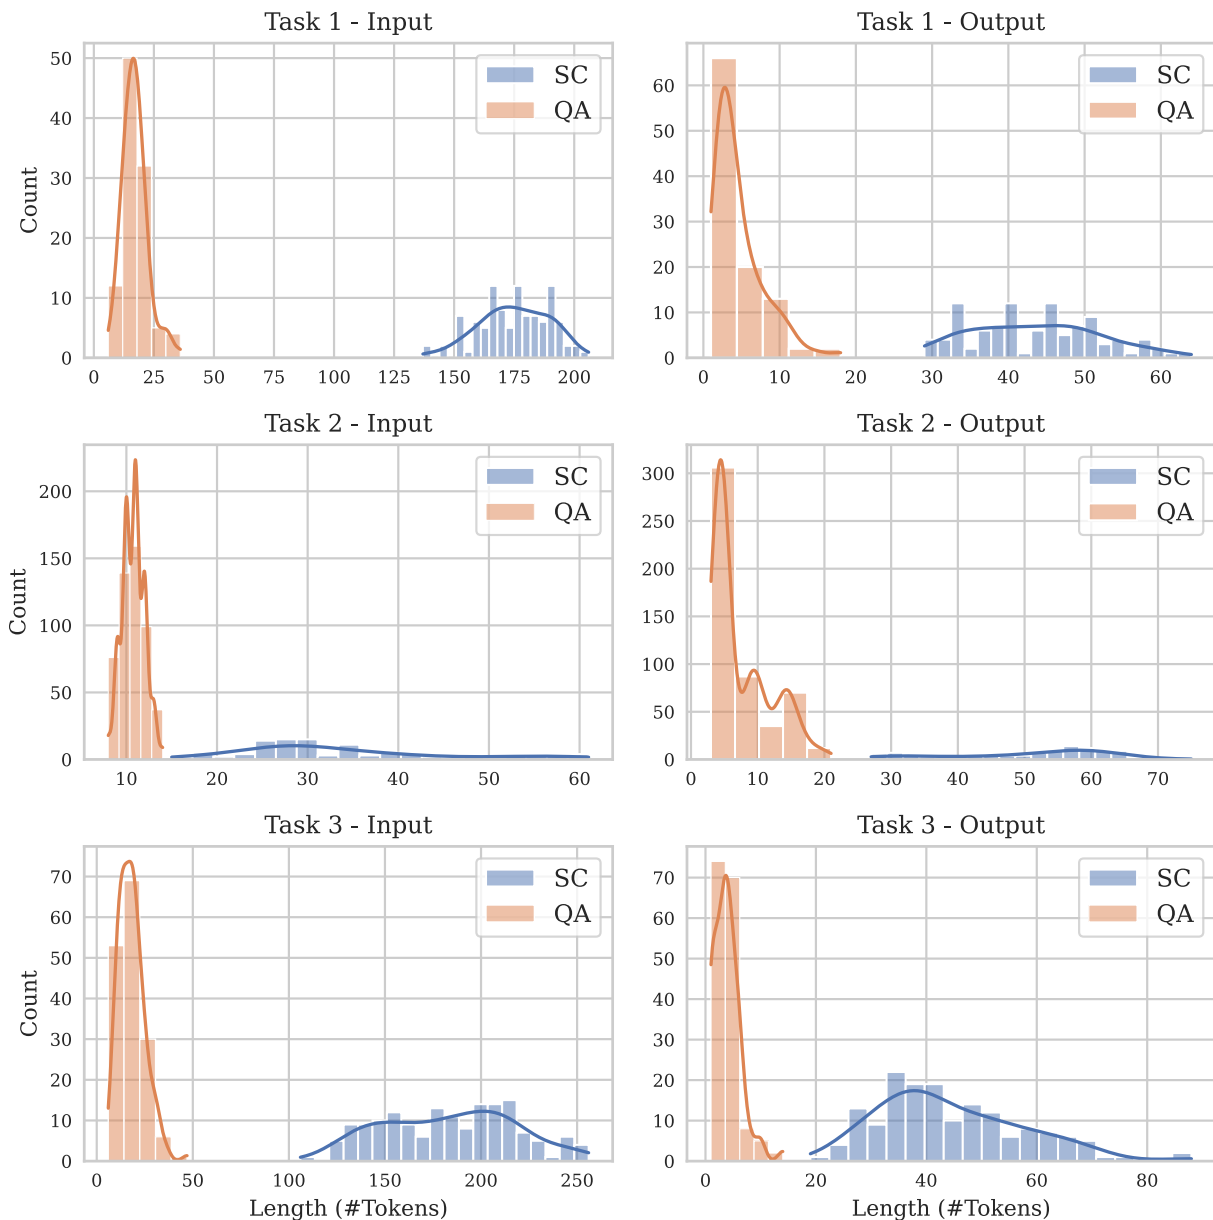 Task 1 - Input
Count
50
40
30
20
10
0
0 25 50 75 100 125 150 175 200
SC
QA
Task 1 - Output
60
50
40
30
20
10
0
0 10 20 30 40 50 60
SC
QA
Task 2 - Input
Count
200
150
100
50
0
10 20 30 40 50 60
SC
QA
Task 2 - Output
300
250
200
150
100
50
0
0 10 20 30 40 50 60 70
SC
QA
Task 3 - Input
Count
70
60
50
40
30
20
10
0
0 50 100 150 200 250
Length (#Tokens)
SC
QA
Task 3 - Output
70
60
50
40
30
20
10
0
0 20 40 60 80
Length (#Tokens)
SC
QA